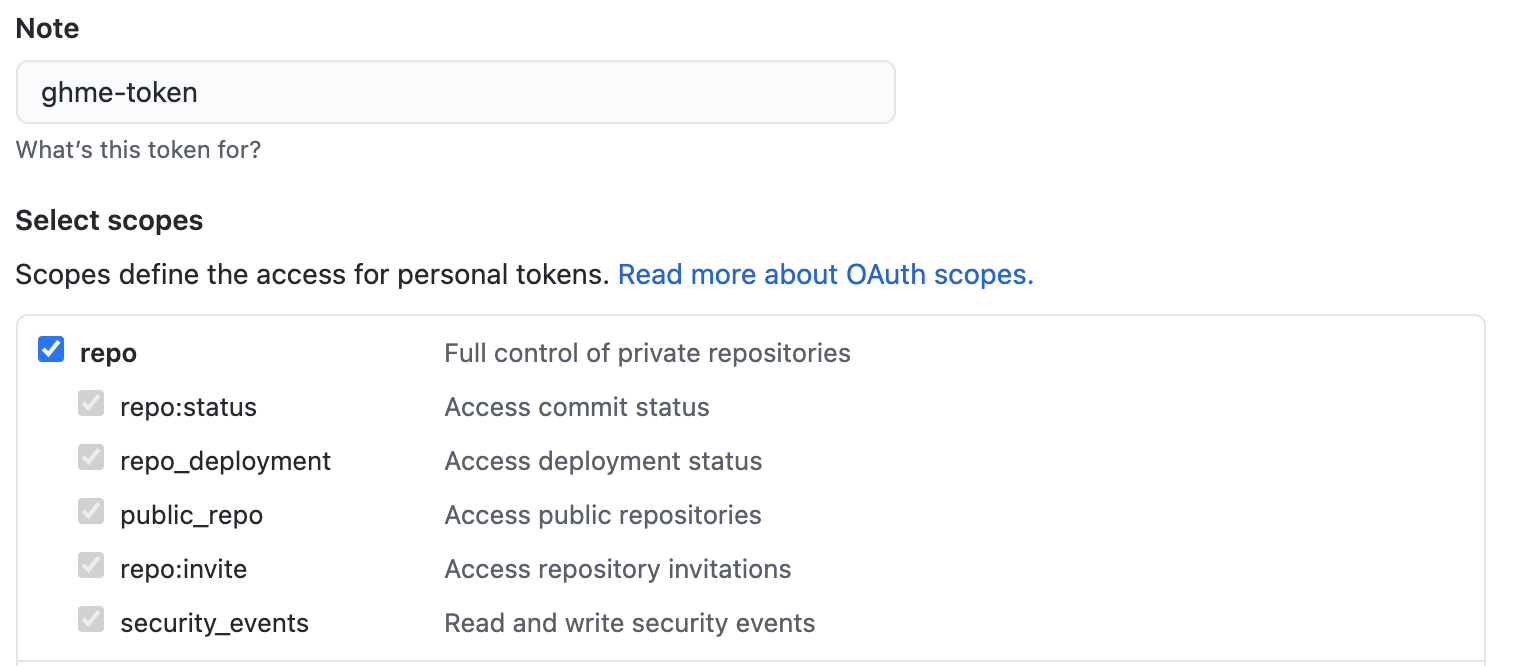 Note
ghme-token
What's this token for?
Select scopes
Scopes define the access for personal tokens. Read more about OAuth scopes.
repo Full control of private repositories
repo:status Access commit status
repo_deployment Access deployment status
public_repo Access public repositories
repo:invite Access repository invitations
security_events Read and write security events